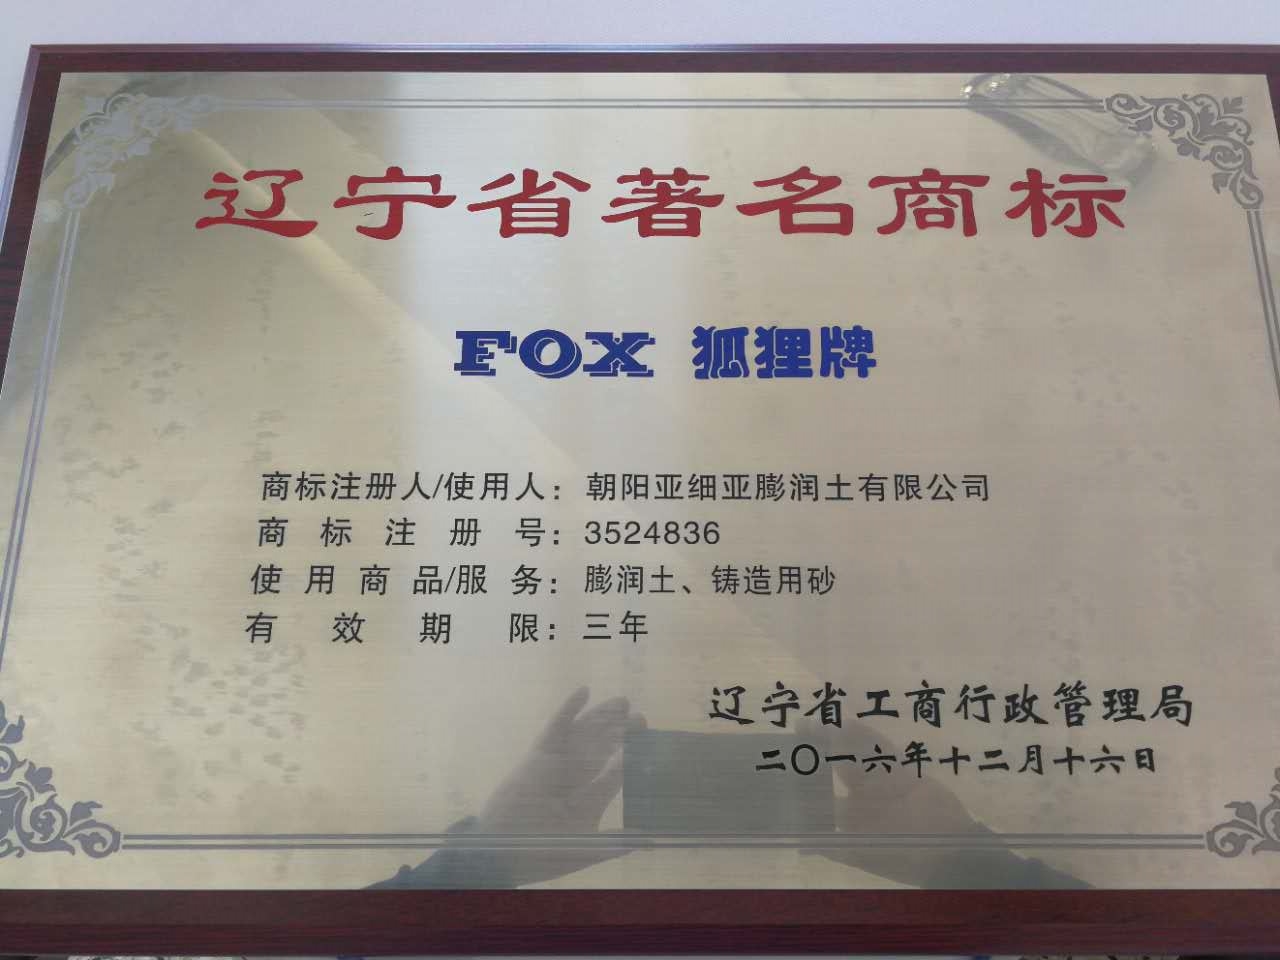 辽宁省著名商标
FOX 狐狸牌
商标注册人/使用人：朝阳亚细亚膨润土有限公司
商标注册号：3524836
使用商品/服务：膨润土、铸造用砂
有效期限：三年
辽宁省工商行政管理局
二〇一六年十二月十六日